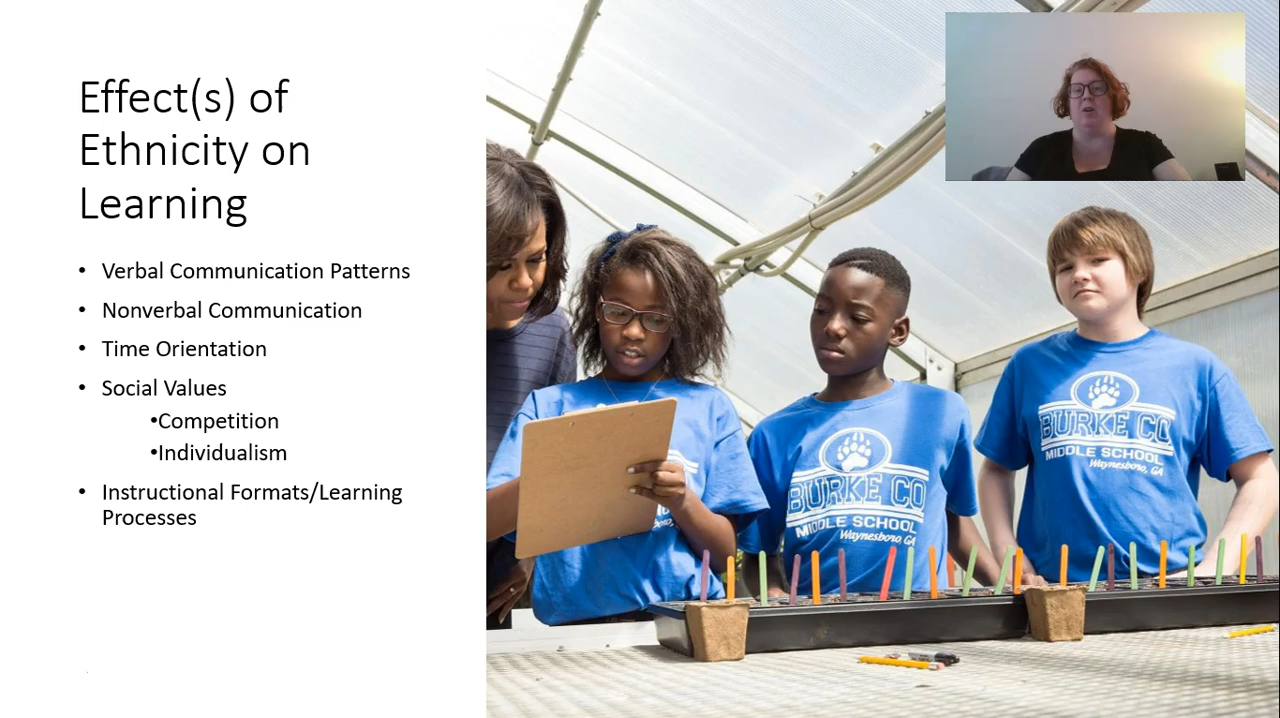 Effect(s) of
Ethnicity on
Learning
• Verbal Communication Patterns
• Nonverbal Communication
• Time Orientation
• Social Values
•Competition
•Individualism
• Instructional Formats/Learning
Processes
BURKE CO
MIDDLE SCHOOL
Waynesboro, GA
BURKE CO
MIDDLE SCHOOL
Waynesboro, GA